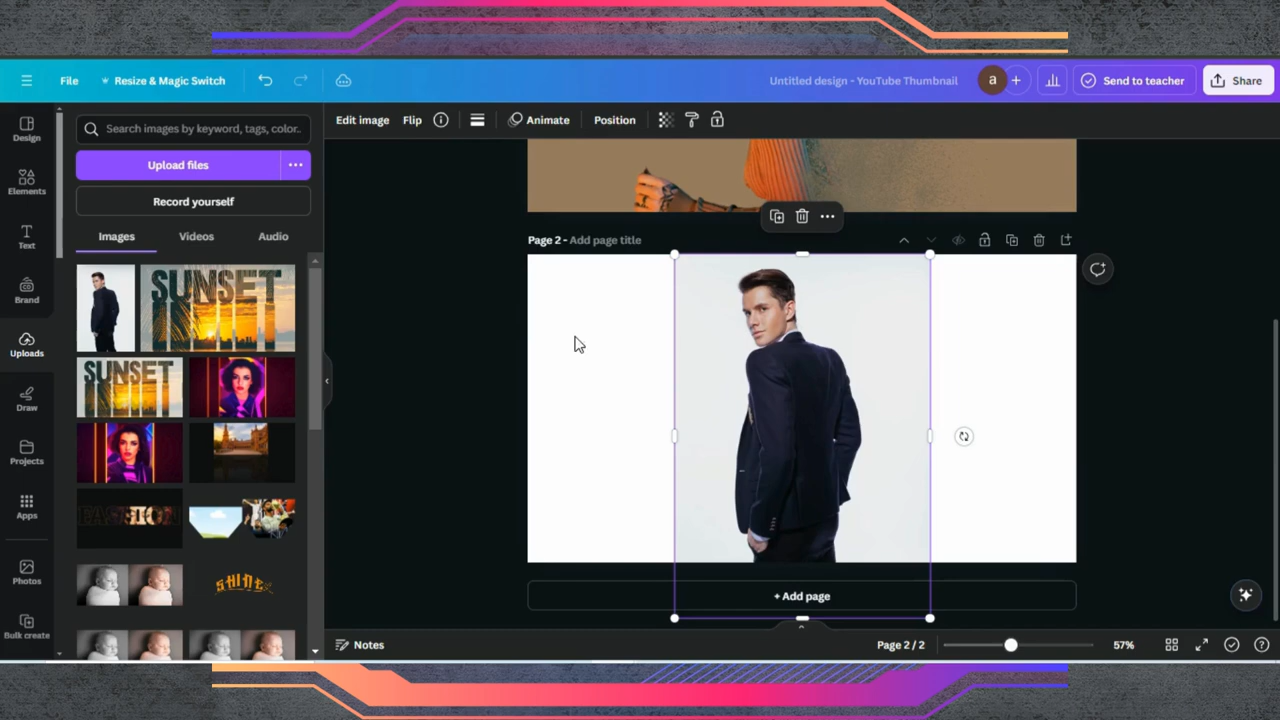 File
Resize & Magic Switch
Untitled design - YouTube Thumbnail
a
+
Send to teacher
Share
Design
Elements
Text
Brand
Uploads
Draw
Projects
Apps
Photos
Bulk create
Search images by keyword, tags, color..
Upload files
Record yourself
Images
Videos
Audio
SUNSET
SUNSET
FASHION
SHINE
Edit image
Flip
Animate
Position
Page 2 - Add page title
+ Add page
Notes
Page 2 / 2
57%